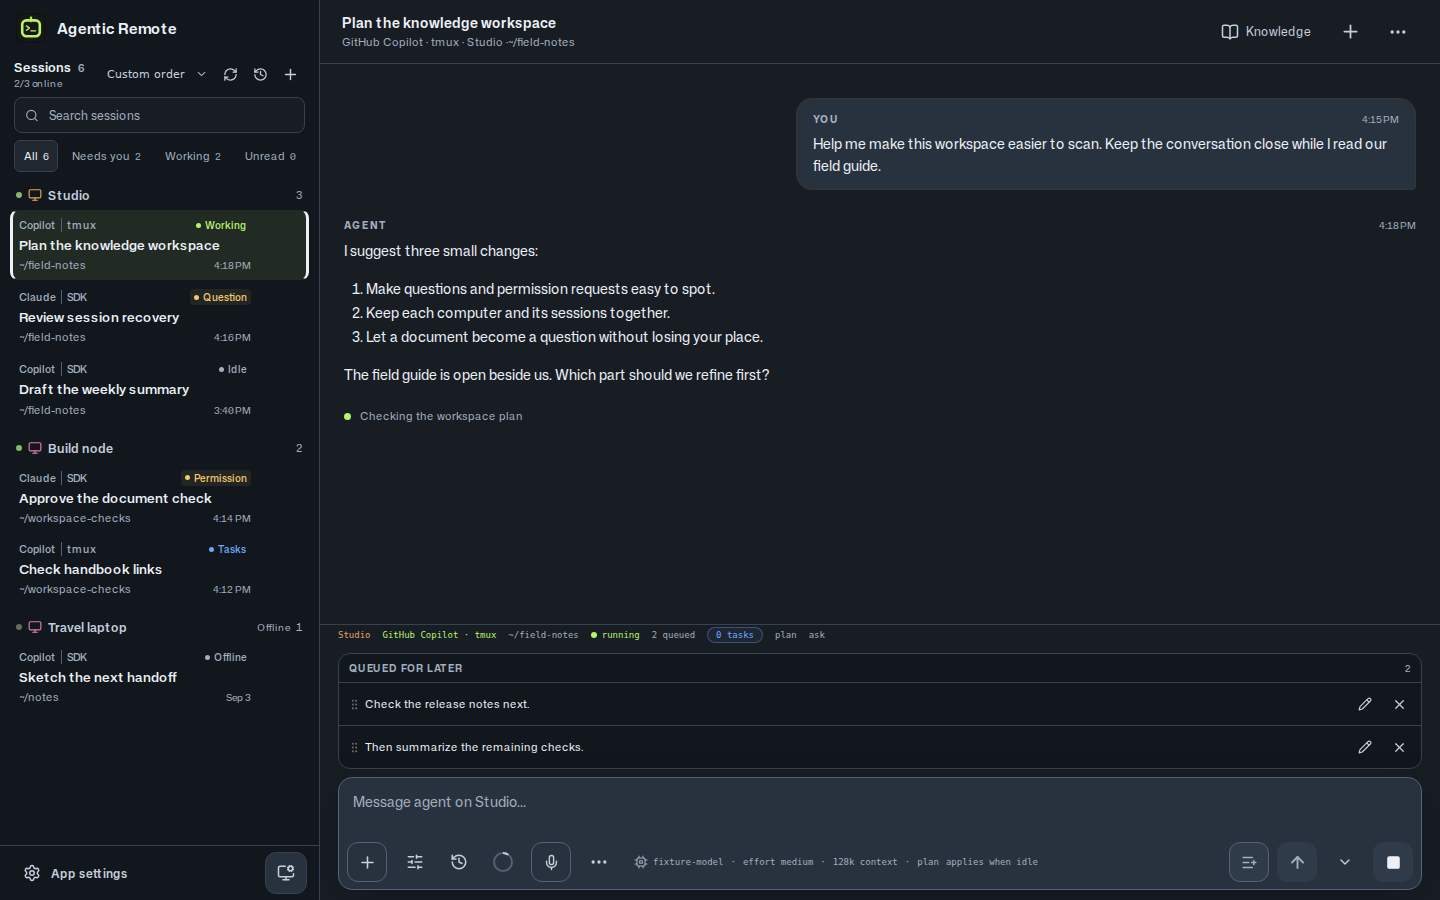 Agentic Remote
Sessions 6
2/3 online
Custom order
Search sessions
All 6
Needs you 2
Working 2
Unread 0
Studio 3
Copilot | tmux Working
Plan the knowledge workspace
~/field-notes 4:18 PM
Claude | SDK Question
Review session recovery
~/field-notes 4:16 PM
Copilot | SDK Idle
Draft the weekly summary
~/field-notes 3:40 PM
Build node 2
Claude | SDK Permission
Approve the document check
~/workspace-checks 4:14 PM
Copilot | tmux Tasks
Check handbook links
~/workspace-checks 4:12 PM
Travel laptop Offline 1
Copilot | SDK Offline
Sketch the next handoff
~/notes Sep 3
App settings
Plan the knowledge workspace
GitHub Copilot · tmux · Studio · ~/field-notes
Knowledge
YOU 4:15 PM
Help me make this workspace easier to scan. Keep the conversation close while I read our
field guide.
AGENT 4:18 PM
I suggest three small changes:
1. Make questions and permission requests easy to spot.
2. Keep each computer and its sessions together.
3. Let a document become a question without losing your place.
The field guide is open beside us. Which part should we refine first?
Checking the workspace plan
Studio GitHub Copilot · tmux ~/field-notes running 2 queued 0 tasks plan ask
QUEUED FOR LATER 2
Check the release notes next.
Then summarize the remaining checks.
Message agent on Studio...
fixture-model · effort medium · 128k context · plan applies when idle